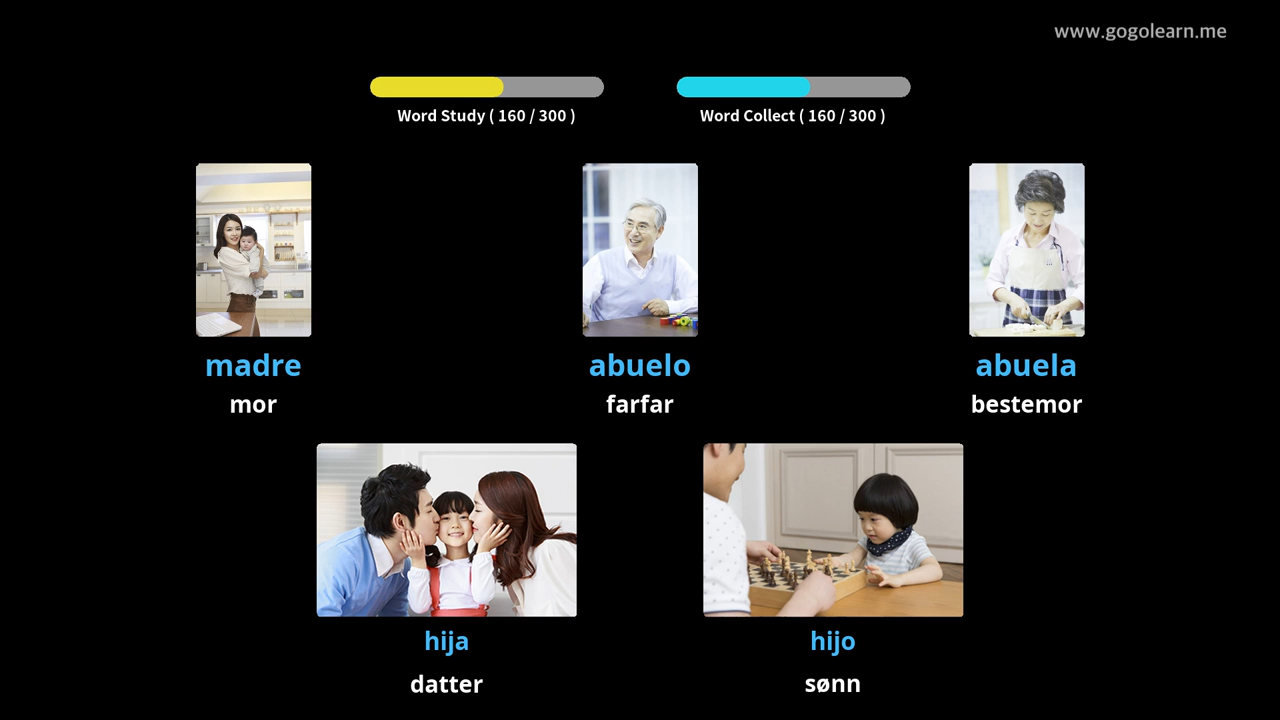 www.gogolearn.me
Word Study ( 160 / 300 )
Word Collect ( 160 / 300 )
madre
mor
abuelo
farfar
abuela
bestemor
hija
datter
hijo
sønn